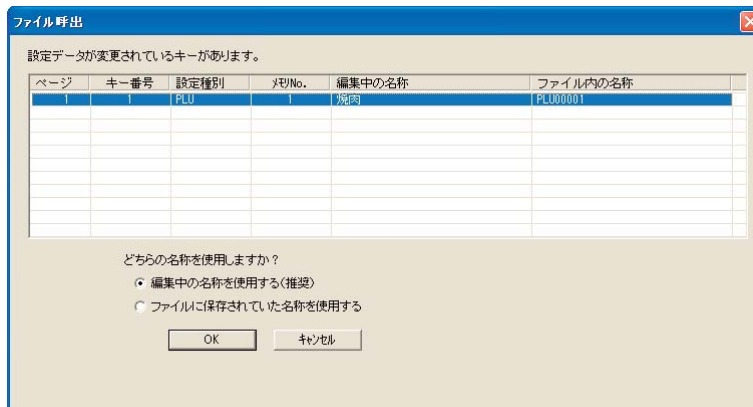 ファイル呼出
設定データが変更されているキーがあります。
ページ キー番号 設定種別 ﾒﾓﾘNo. 編集中の名称 ファイル内の名称
1 1 PLU 1 焼肉 PLU00001
どちらの名称を使用しますか？
編集中の名称を使用する(推奨)
ファイルに保存されていた名称を使用する
OK ｷｬﾝｾﾙ